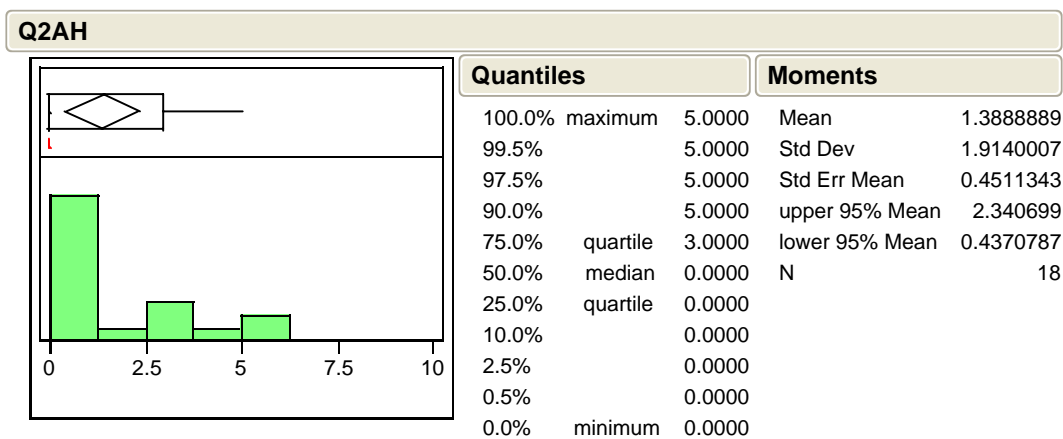 Q2AH
0 2.5 5 7.5 10
Quantiles
100.0% maximum 5.0000
99.5% 5.0000
97.5% 5.0000
90.0% 5.0000
75.0% quartile 3.0000
50.0% median 0.0000
25.0% quartile 0.0000
10.0% 0.0000
2.5% 0.0000
0.5% 0.0000
0.0% minimum 0.0000
Moments
Mean 1.3888889
Std Dev 1.9140007
Std Err Mean 0.4511343
upper 95% Mean 2.340699
lower 95% Mean 0.4370787
N 18